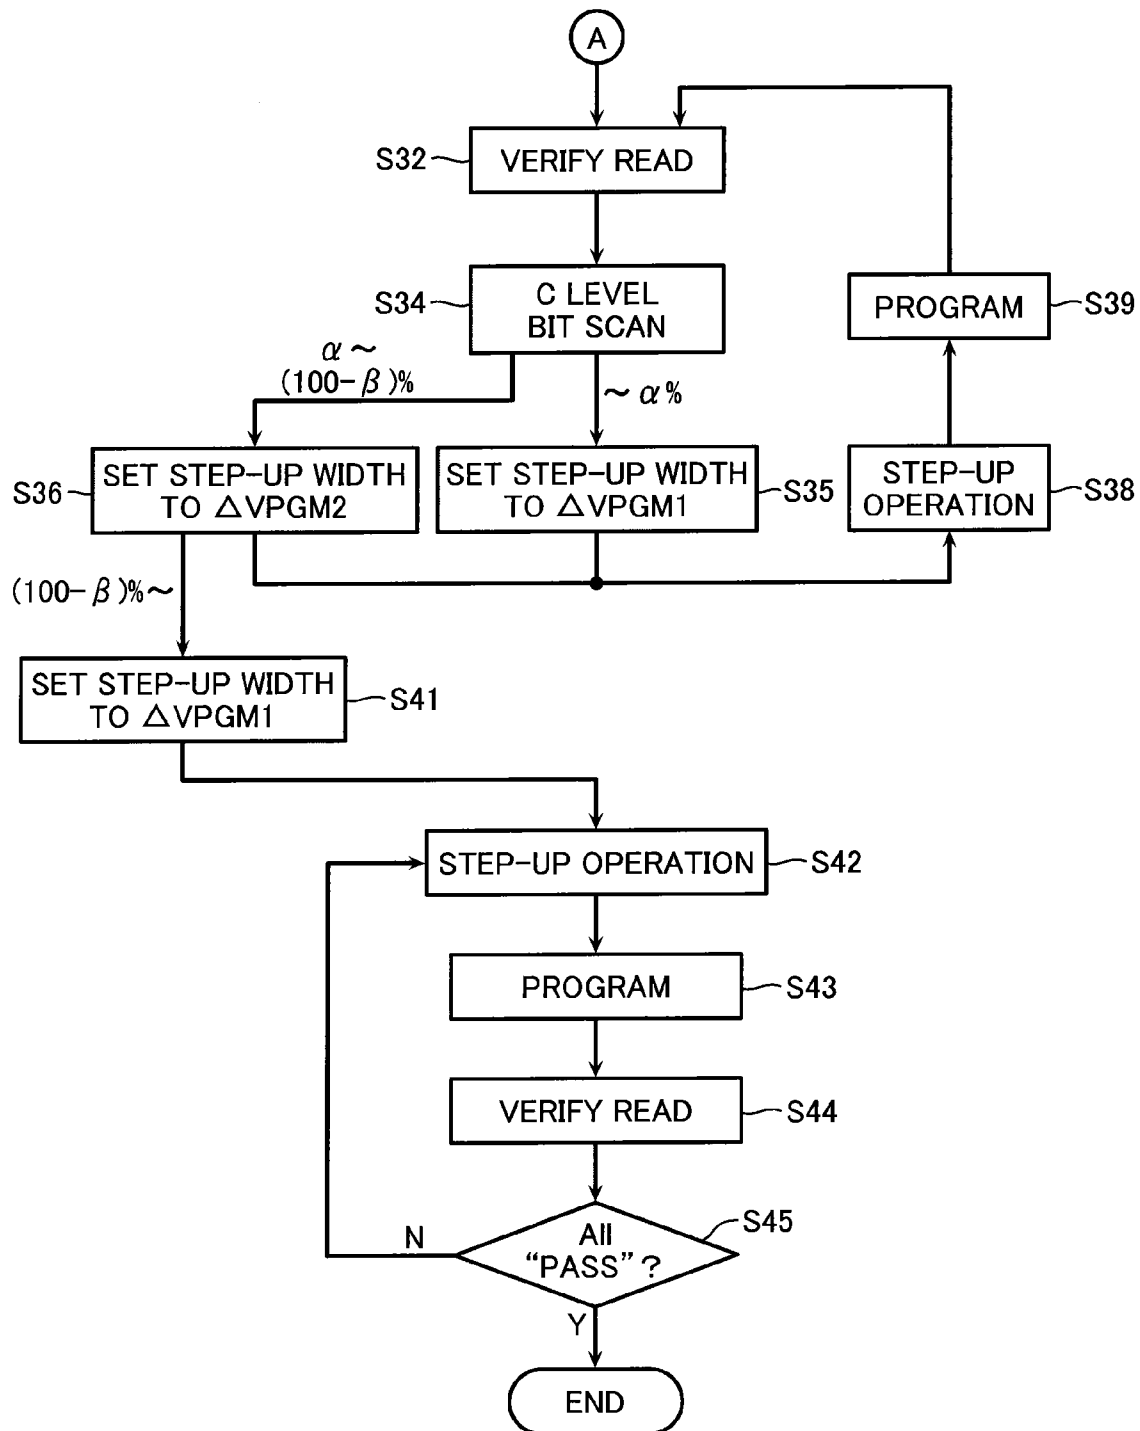 A
S32
VERIFY READ
S34
C LEVEL
BIT SCAN
PROGRAM
S39
α～
(100-β)%
～α%
S36
SET STEP-UP WIDTH
TO △VPGM2
SET STEP-UP WIDTH
TO △VPGM1
S35
STEP-UP
OPERATION
S38
(100-β)%～
SET STEP-UP WIDTH
TO △VPGM1
S41
STEP-UP OPERATION
S42
PROGRAM
S43
VERIFY READ
S44
N
All
“PASS”?
S45
Y
END